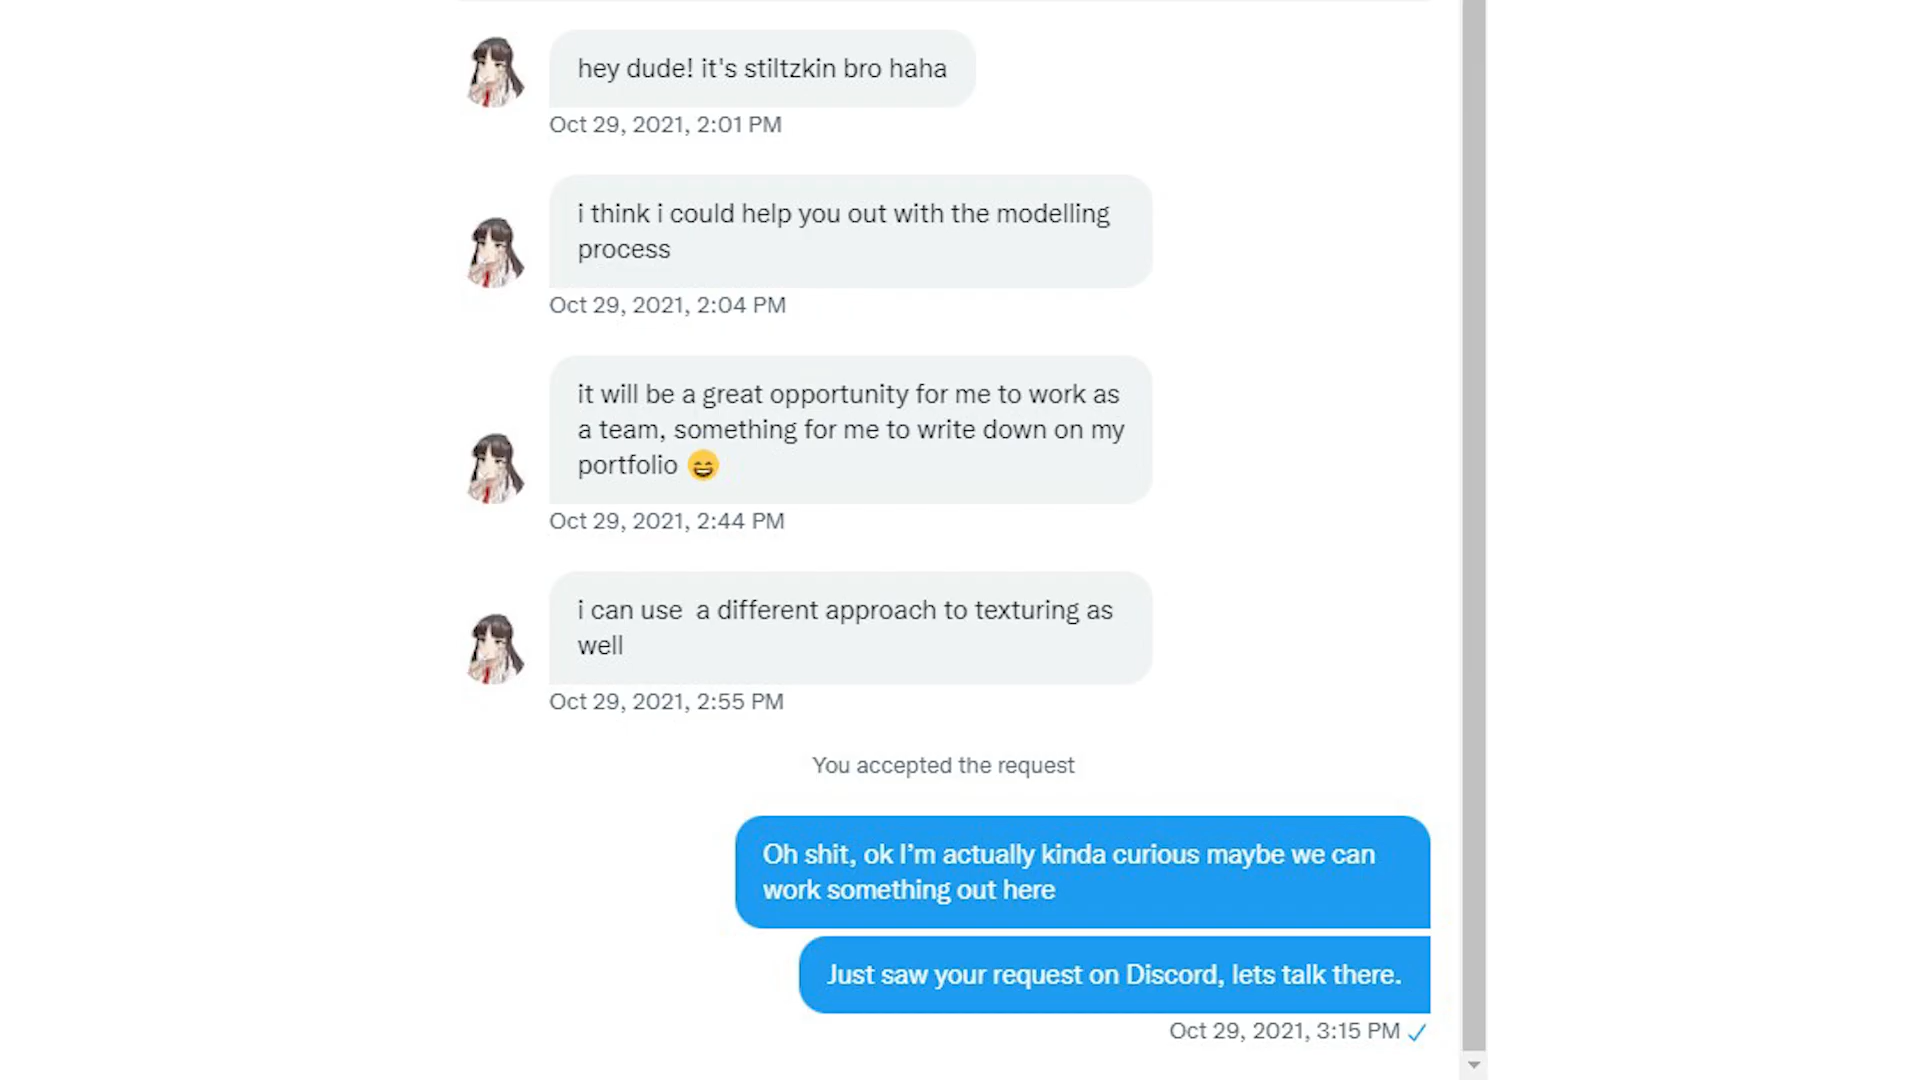 hey dude! it's stiltzkin bro haha
Oct 29, 2021, 2:01 PM
i think i could help you out with the modelling
process
Oct 29, 2021, 2:04 PM
it will be a great opportunity for me to work as
a team, something for me to write down on my
portfolio 😄
Oct 29, 2021, 2:44 PM
i can use  a different approach to texturing as
well
Oct 29, 2021, 2:55 PM
You accepted the request
Oh shit, ok I’m actually kinda curious maybe we can
work something out here
Just saw your request on Discord, lets talk there.
Oct 29, 2021, 3:15 PM ✓